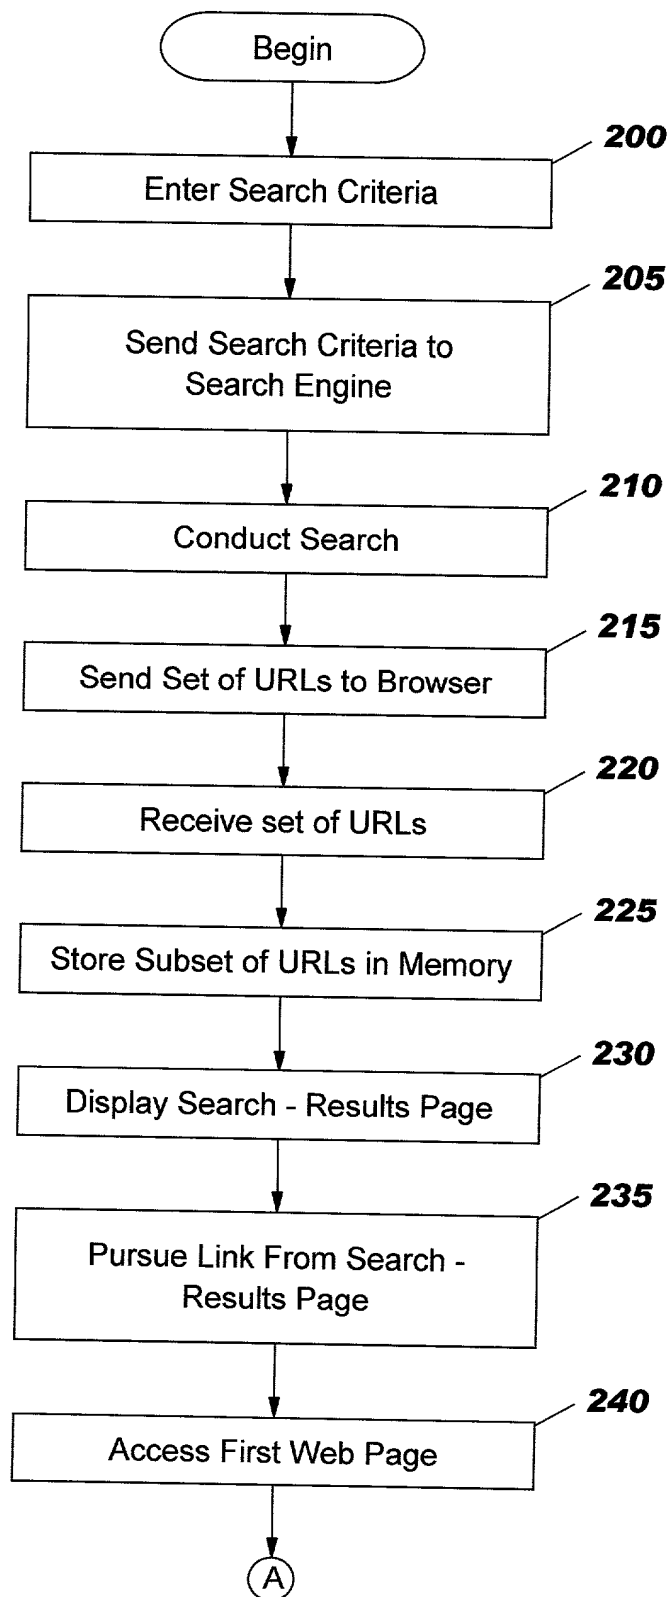 Begin
200
Enter Search Criteria
205
Send Search Criteria to
Search Engine
210
Conduct Search
215
Send Set of URLs to Browser
220
Receive set of URLs
225
Store Subset of URLs in Memory
230
Display Search - Results Page
235
Pursue Link From Search -
Results Page
240
Access First Web Page
A